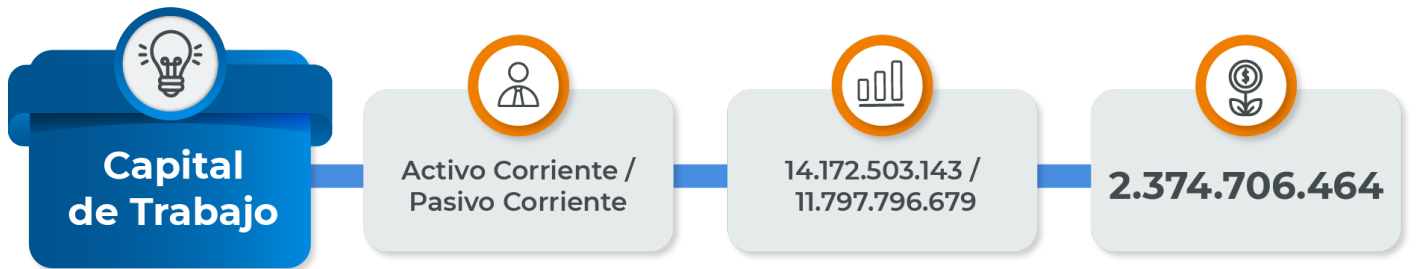 Capital
de Trabajo
Activo Corriente /
Pasivo Corriente
14.172.503.143 /
11.797.796.679
2.374.706.464